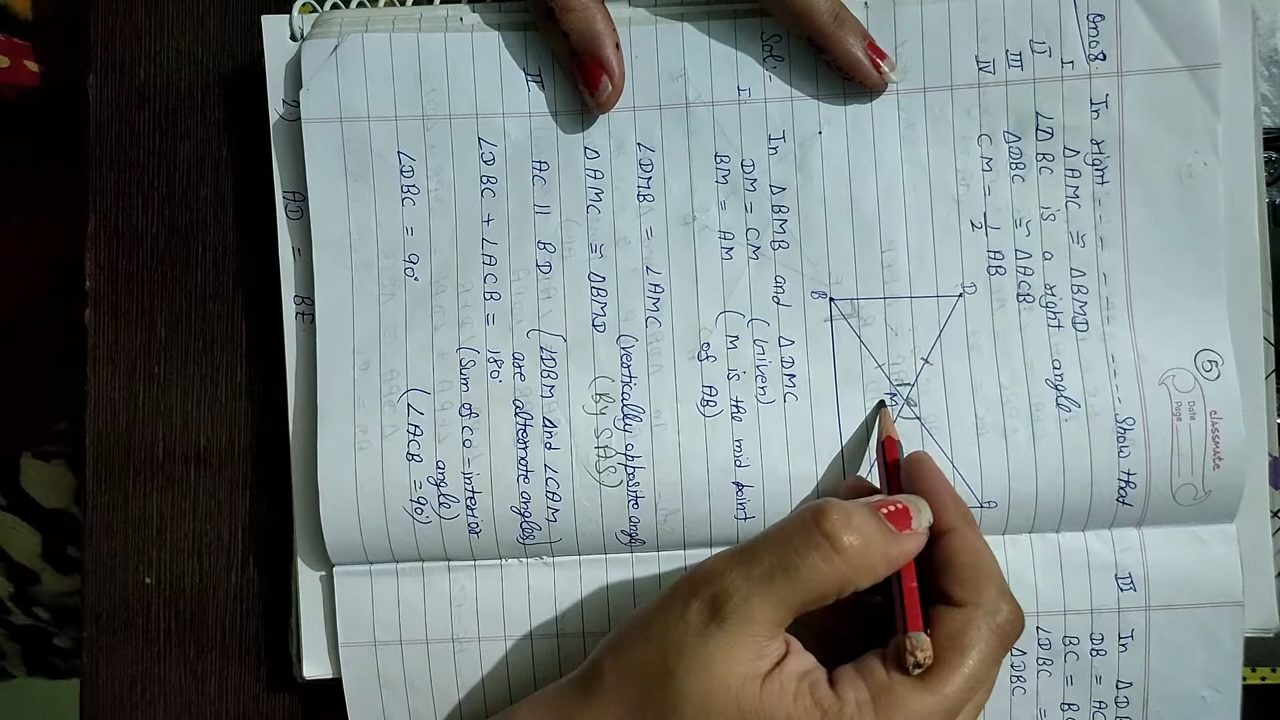 classmate
Date
Page
5
Qno8. In right ---- Show that
I ΔAMC ≅ ΔBMD
II ∠DBC is a right angle.
III ΔDBC ≅ ΔACB
IV CM = 1/2 AB
D
B
M
Sol:-
I. In ΔBMB and ΔDMC
DM = CM (Given)
BM = AM (M is the mid point
of AB)
∠DMB = ∠AMC
(Vertically opposite angle)
ΔAMC ≅ ΔBMD (By SAS)
II AC || BD (∠DBM and ∠CAM
are alternate angles)
∠DBC + ∠ACB = 180°
(Sum of co-interior
angle)
∠DBC = 90° (∠ACB = 90°)
2) AD = BE
III In ΔDB
DB = AC
BC = B
∠DBC =
ΔDBC